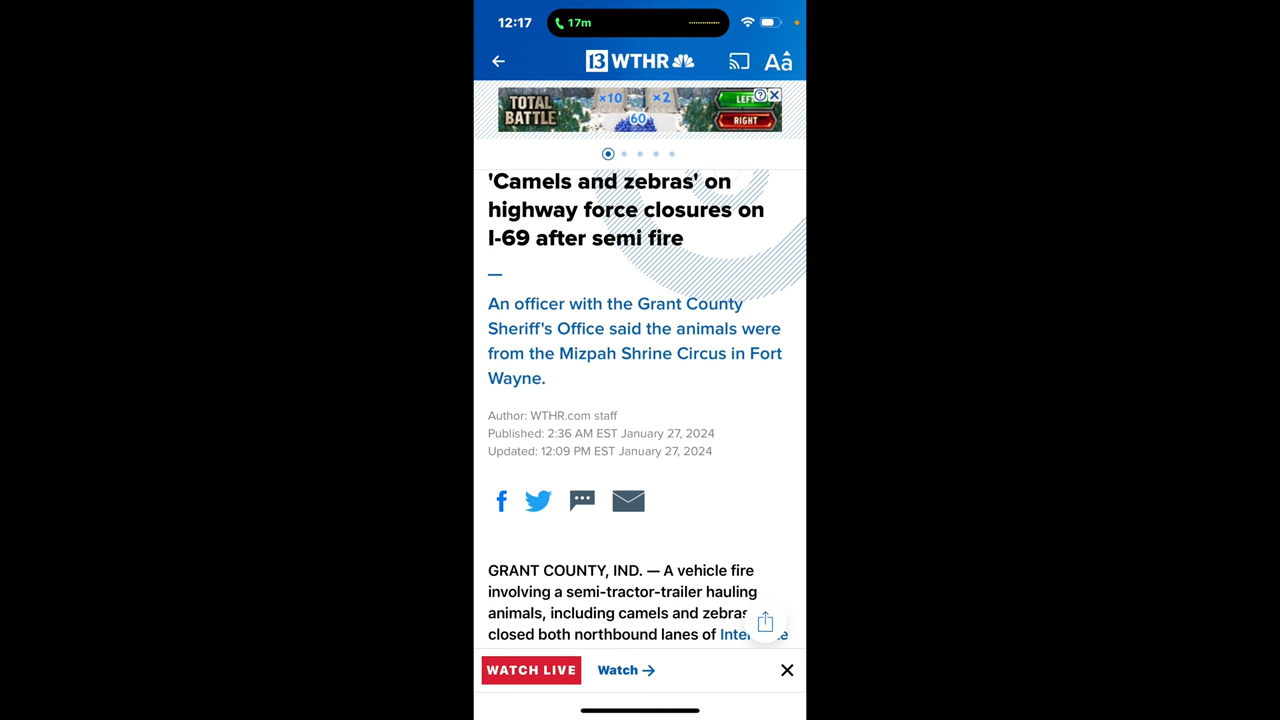 12:17
17m
13 WTHR
Aa
TOTAL
BATTLE
x10
x2
60
LEFT
RIGHT
'Camels and zebras' on
highway force closures on
I-69 after semi fire
An officer with the Grant County
Sheriff's Office said the animals were
from the Mizpah Shrine Circus in Fort
Wayne.
Author: WTHR.com staff
Published: 2:36 AM EST January 27, 2024
Updated: 12:09 PM EST January 27, 2024
GRANT COUNTY, IND. — A vehicle fire
involving a semi-tractor-trailer hauling
animals, including camels and zebras
closed both northbound lanes of
WATCH LIVE
Watch →